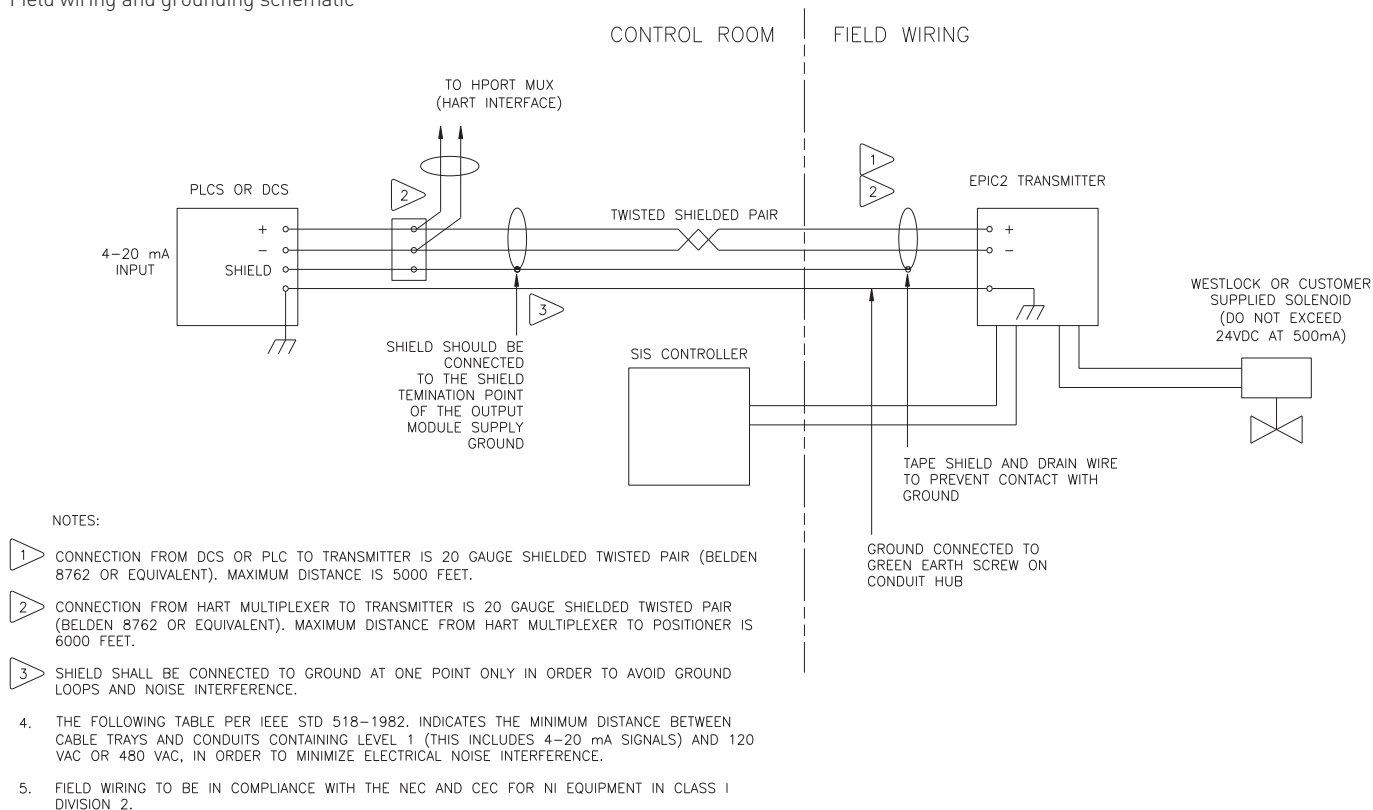 Field wiring and grounding schematic
CONTROL ROOM
FIELD WIRING
TO HPORT MUX
(HART INTERFACE)
1
2
2
PLCS OR DCS
EPIC2 TRANSMITTER
TWISTED SHIELDED PAIR
+
−
SHIELD
4−20 mA
INPUT
+
−
3
WESTLOCK OR CUSTOMER
SUPPLIED SOLENOID
(DO NOT EXCEED
24VDC AT 500mA)
SHIELD SHOULD BE
CONNECTED
TO THE SHIELD
TEMINATION POINT
OF THE OUTPUT
MODULE SUPPLY
GROUND
SIS CONTROLLER
TAPE SHIELD AND DRAIN WIRE
TO PREVENT CONTACT WITH
GROUND
GROUND CONNECTED TO
GREEN EARTH SCREW ON
CONDUIT HUB
NOTES:
1 CONNECTION FROM DCS OR PLC TO TRANSMITTER IS 20 GAUGE SHIELDED TWISTED PAIR (BELDEN
8762 OR EQUIVALENT). MAXIMUM DISTANCE IS 5000 FEET.
2 CONNECTION FROM HART MULTIPLEXER TO TRANSMITTER IS 20 GAUGE SHIELDED TWISTED PAIR
(BELDEN 8762 OR EQUIVALENT). MAXIMUM DISTANCE FROM HART MULTIPLEXER TO POSITIONER IS
6000 FEET.
3 SHIELD SHALL BE CONNECTED TO GROUND AT ONE POINT ONLY IN ORDER TO AVOID GROUND
LOOPS AND NOISE INTERFERENCE.
4. THE FOLLOWING TABLE PER IEEE STD 518−1982. INDICATES THE MINIMUM DISTANCE BETWEEN
CABLE TRAYS AND CONDUITS CONTAINING LEVEL 1 (THIS INCLUDES 4−20 mA SIGNALS) AND 120
VAC OR 480 VAC, IN ORDER TO MINIMIZE ELECTRICAL NOISE INTERFERENCE.
5. FIELD WIRING TO BE IN COMPLIANCE WITH THE NEC AND CEC FOR NI EQUIPMENT IN CLASS I
DIVISION 2.